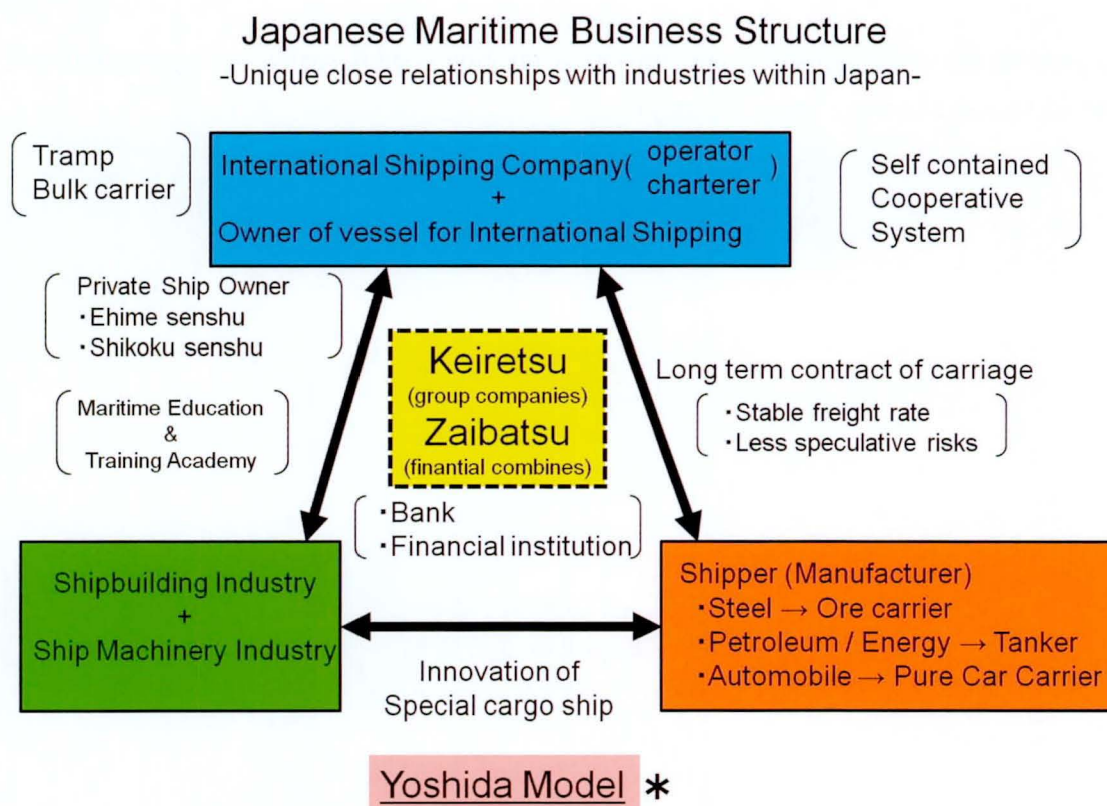 Japanese Maritime Business Structure
-Unique close relationships with industries within Japan-
Tramp
Bulk carrier
International Shipping Company( operator charterer )
+
Owner of vessel for International Shipping
Self contained
Cooperative
System
Private Ship Owner
・Ehime senshu
・Shikoku senshu
Maritime Education
&
Training Academy
Keiretsu
(group companies)
Zaibatsu
(finantial combines)
・Bank
・Financial institution
Long term contract of carriage
・Stable freight rate
・Less speculative risks
Shipbuilding Industry
+
Ship Machinery Industry
Shipper (Manufacturer)
・Steel → Ore carrier
・Petroleum / Energy → Tanker
・Automobile → Pure Car Carrier
Innovation of
Special cargo ship
Yoshida Model *